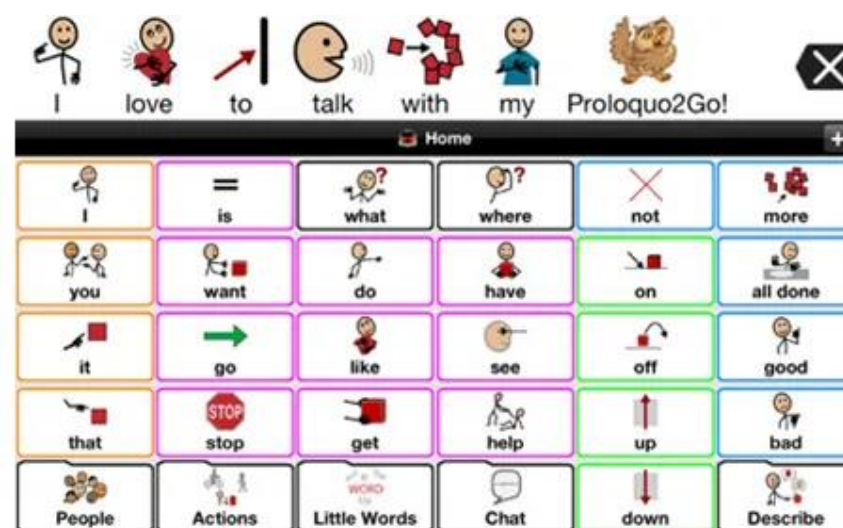 I love to talk with my Proloquo2Go!
Home
I is what where not more
you want do have on all done
it go like see off good
STOP
that stop get help up bad
WORD
People Actions Little Words Chat down Describe